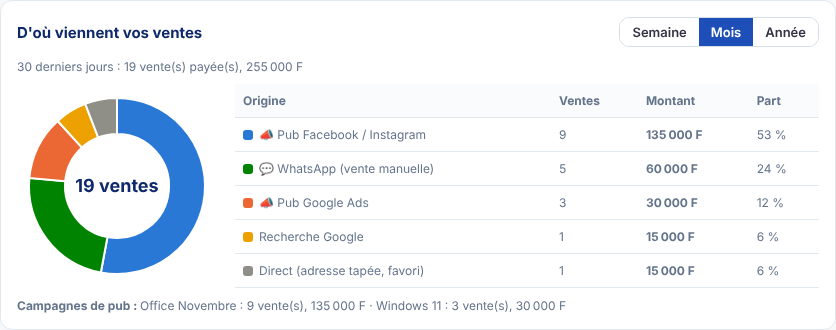 D'où viennent vos ventes
Semaine Mois Année
30 derniers jours : 19 vente(s) payée(s), 255 000 F
19 ventes
Origine Ventes Montant Part
📣 Pub Facebook / Instagram 9 135 000 F 53 %
💬 WhatsApp (vente manuelle) 5 60 000 F 24 %
📣 Pub Google Ads 3 30 000 F 12 %
Recherche Google 1 15 000 F 6 %
Direct (adresse tapée, favori) 1 15 000 F 6 %
Campagnes de pub : Office Novembre : 9 vente(s), 135 000 F · Windows 11 : 3 vente(s), 30 000 F